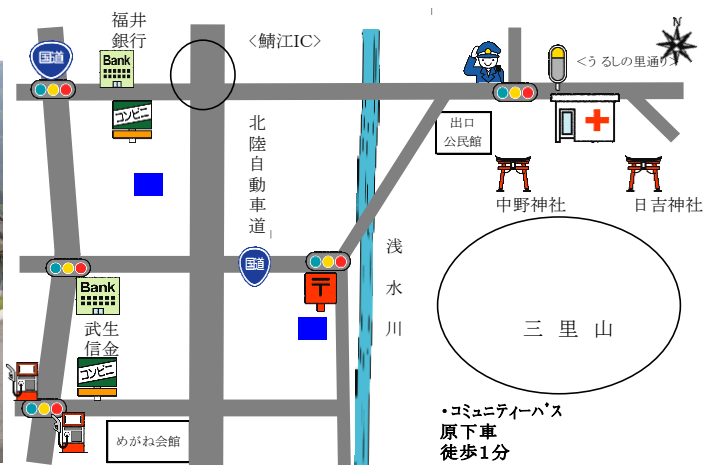 福井
銀行
<鯖江IC>
N
国道
Bank
コンビニ
<うるしの里通り>
北陸自動車道
出口
公民館
中野神社
日吉神社
国道
浅水川
Bank
武生
信金
コンビニ
三里山
めがね会館
・コミュニティーバス
原下車
徒歩1分